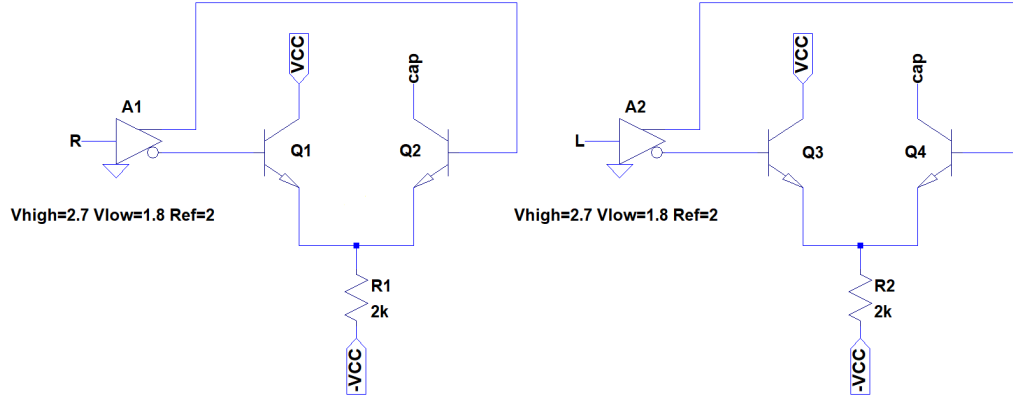 VCC
cap
VCC
cap
A1
A2
R
Q1
Q2
L
Q3
Q4
Vhigh=2.7 Vlow=1.8 Ref=2
Vhigh=2.7 Vlow=1.8 Ref=2
R1
2k
R2
2k
-VCC
-VCC